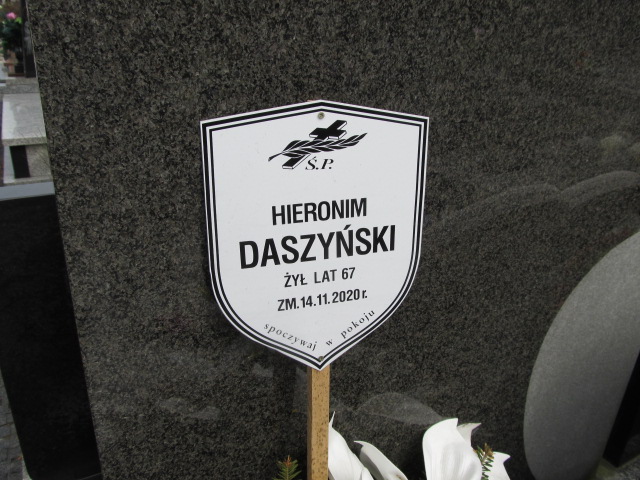 Ś.P.
HIERONIM
DASZYŃSKI
ŻYŁ LAT 67
ZM. 14.11.2020 r.
spoczywaj w pokoju